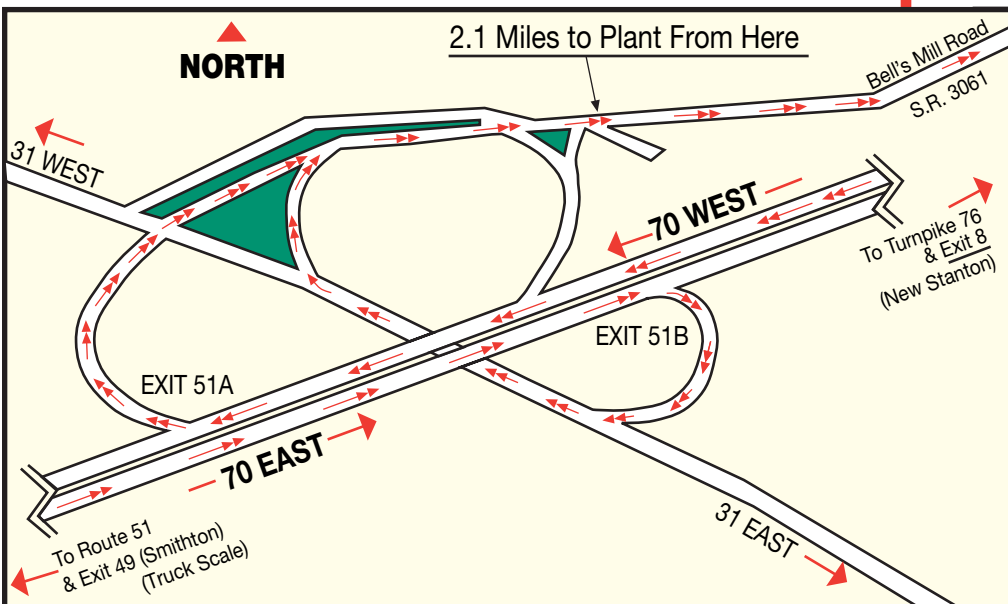 NORTH
2.1 Miles to Plant From Here
Bell's Mill Road
S.R. 3061
31 WEST
70 WEST
To Turnpike 76
& Exit 8
(New Stanton)
EXIT 51B
EXIT 51A
70 EAST
31 EAST
To Route 51
& Exit 49 (Smithton)
(Truck Scale)